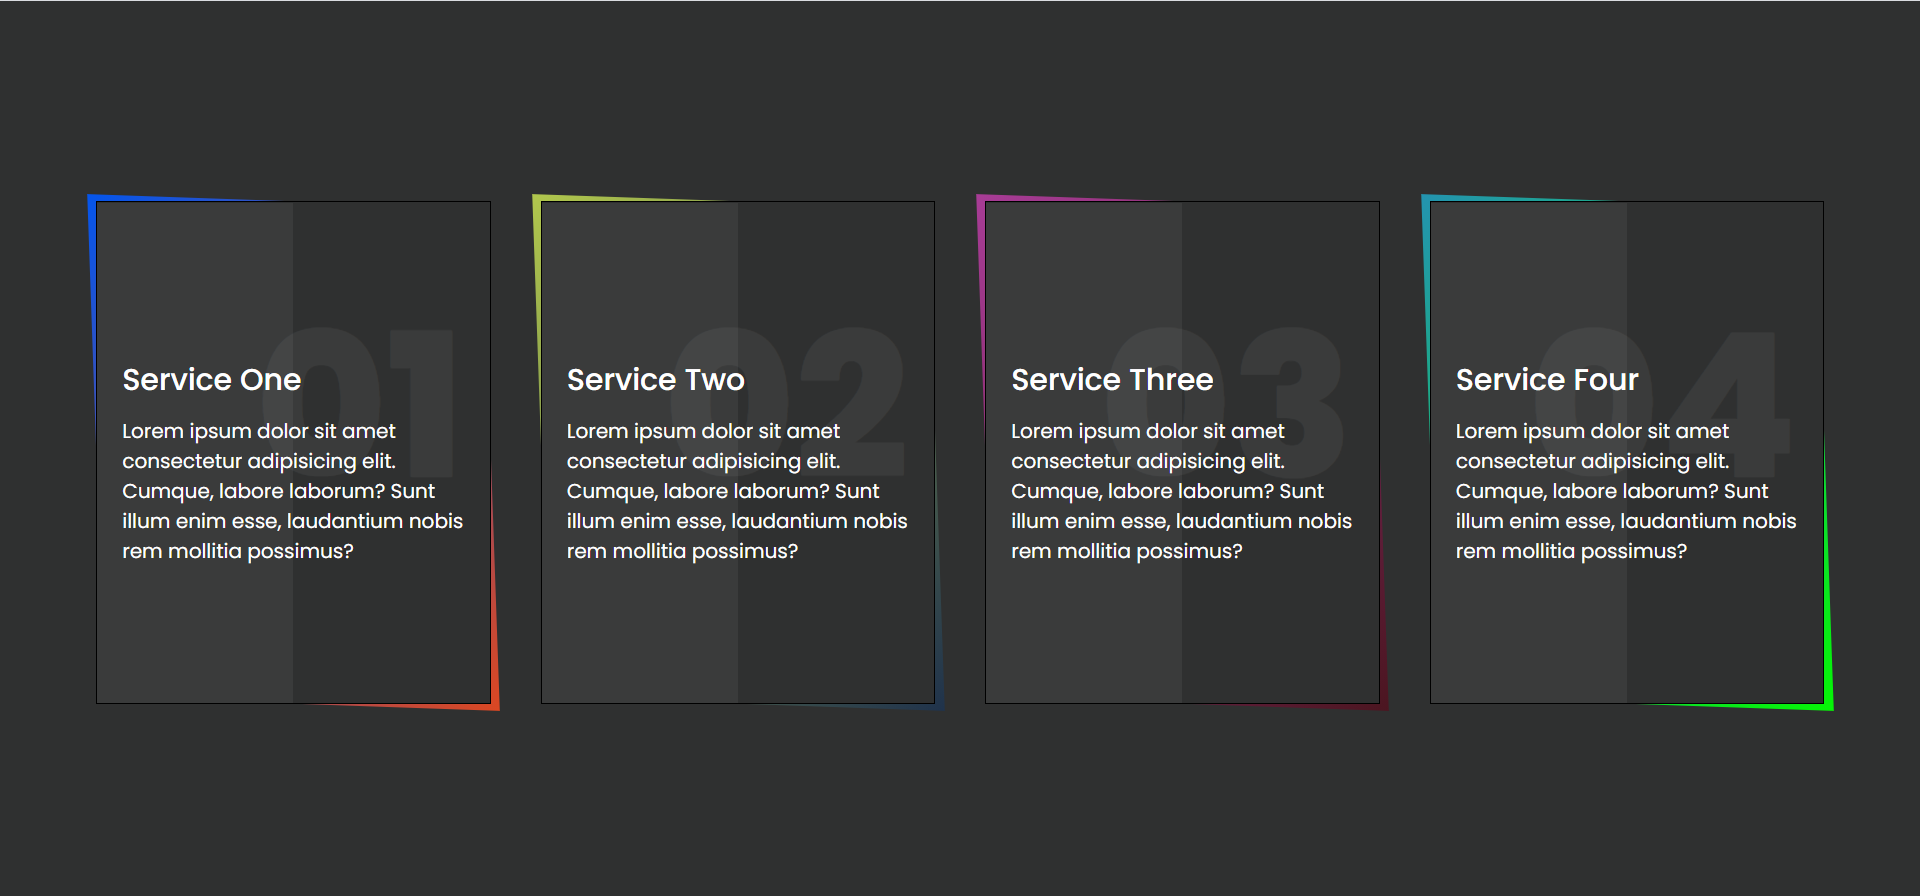 01
Service One
Lorem ipsum dolor sit amet
consectetur adipisicing elit.
Cumque, labore laborum? Sunt
illum enim esse, laudantium nobis
rem mollitia possimus?
02
Service Two
Lorem ipsum dolor sit amet
consectetur adipisicing elit.
Cumque, labore laborum? Sunt
illum enim esse, laudantium nobis
rem mollitia possimus?
03
Service Three
Lorem ipsum dolor sit amet
consectetur adipisicing elit.
Cumque, labore laborum? Sunt
illum enim esse, laudantium nobis
rem mollitia possimus?
04
Service Four
Lorem ipsum dolor sit amet
consectetur adipisicing elit.
Cumque, labore laborum? Sunt
illum enim esse, laudantium nobis
rem mollitia possimus?